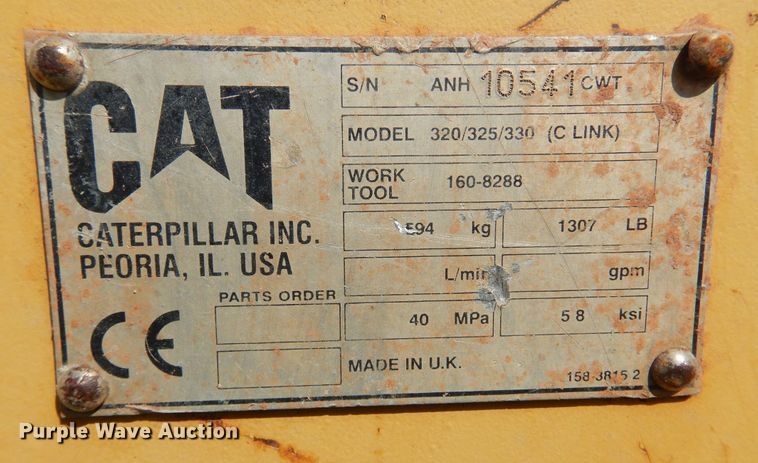 CAT
CATERPILLAR INC.
PEORIA, IL. USA
S/N ANH 10541 CWT
MODEL 320/325/330 (C LINK)
WORK TOOL 160-8288
594 kg 1307 LB
L/min gpm
PARTS ORDER
40 MPa 5 8 ksi
CE
MADE IN U.K.
158-3815 2
Purple Wave Auction